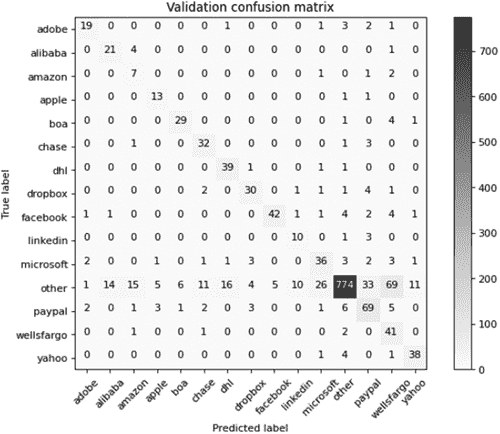 Validation confusion matrix
True label
adobe 19 0 0 0 0 0 1 0 0 0 1 3 2 1 0
alibaba 0 21 4 0 0 0 0 0 0 0 0 0 0 1 0
amazon 0 0 7 0 0 0 0 0 0 0 1 0 1 2 0
apple 0 0 0 13 0 0 0 0 0 0 0 1 1 0 0
boa 0 0 0 0 29 0 0 0 0 0 0 1 0 4 1
chase 0 0 1 0 0 32 0 0 0 0 0 1 3 0 0
dhl 0 0 0 0 0 0 39 1 0 0 0 1 1 0 0
dropbox 0 0 0 0 0 2 0 30 0 1 1 1 4 1 0
facebook 1 1 0 0 0 0 0 0 42 1 1 4 2 4 1
linkedin 0 0 0 0 0 0 0 0 0 10 0 1 3 0 0
microsoft 2 0 0 1 0 1 1 3 0 0 36 3 2 3 1
other 1 14 15 5 6 11 16 4 5 10 26 774 33 69 11
paypal 2 0 1 3 1 2 0 3 0 0 1 6 69 5 0
wellsfargo 0 0 1 0 0 1 0 0 0 0 0 2 0 41 0
yahoo 0 0 0 0 0 0 0 0 0 0 1 4 0 1 38
adobe alibaba amazon apple boa chase dhl dropbox facebook linkedin microsoft other paypal wellsfargo yahoo
Predicted label
700
600
500
400
300
200
100
0